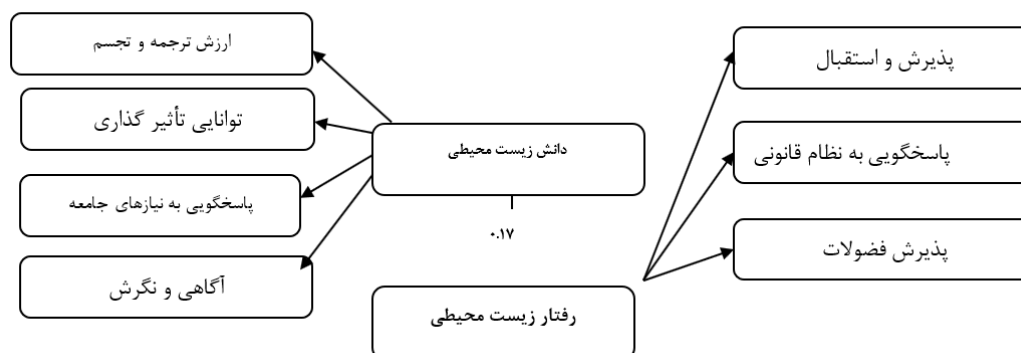 ارزش ترجمه و تجسم
پذیرش و استقبال
توانایی تأثیر گذاری
دانش زیست محیطی
پاسخگویی به نظام قانونی
پاسخگویی به نیازهای جامعه
۰.۱۷
پذیرش فضولات
آگاهی و نگرش
رفتار زیست محیطی